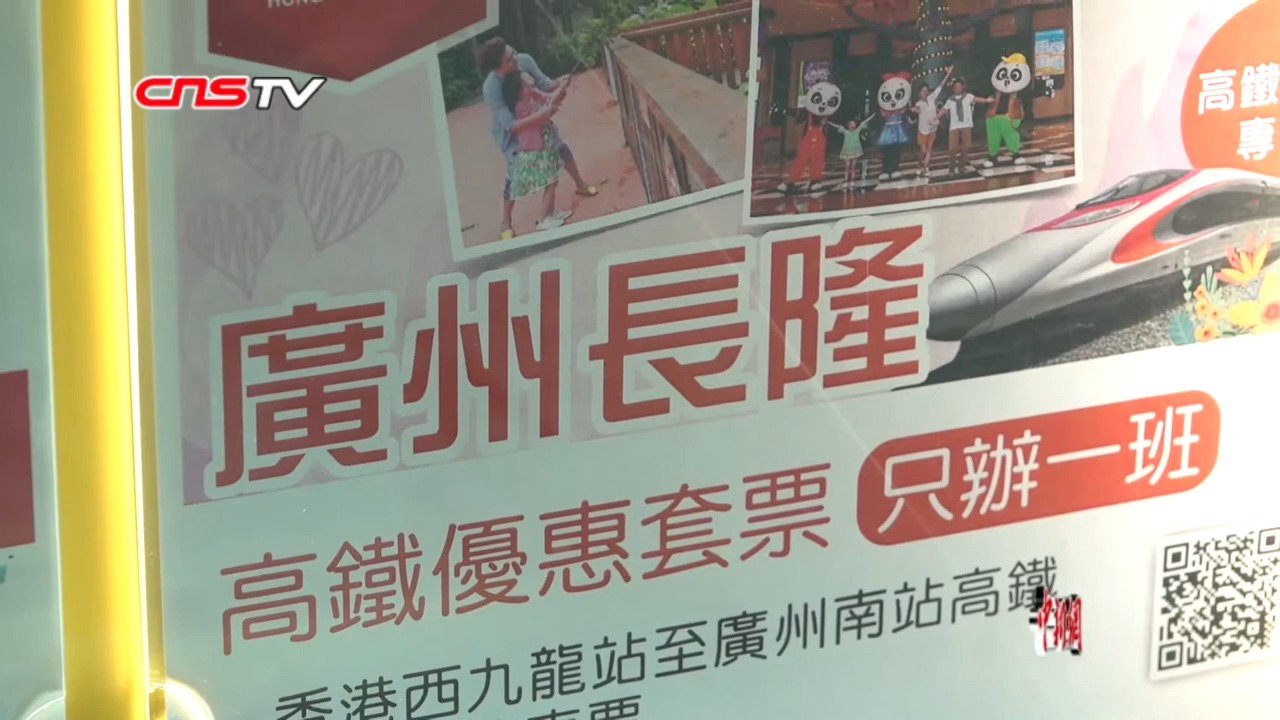 CNSTV
高鐵
專
廣州長隆
高鐵優惠套票 只辦一班
香港西九龍站至廣州南站高鐵
中新網